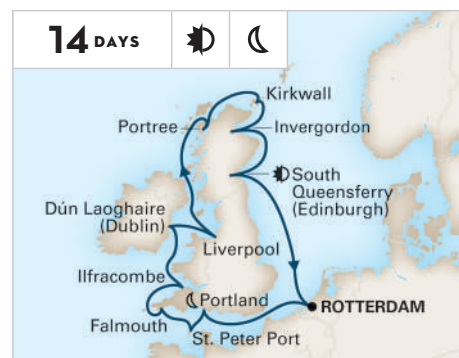 14 DAYS
Kirkwall
Portree
Invergordon
South
Queensferry
(Edinburgh)
Dún Laoghaire
(Dublin)
Liverpool
Ilfracombe
Portland
ROTTERDAM
Falmouth
St. Peter Port